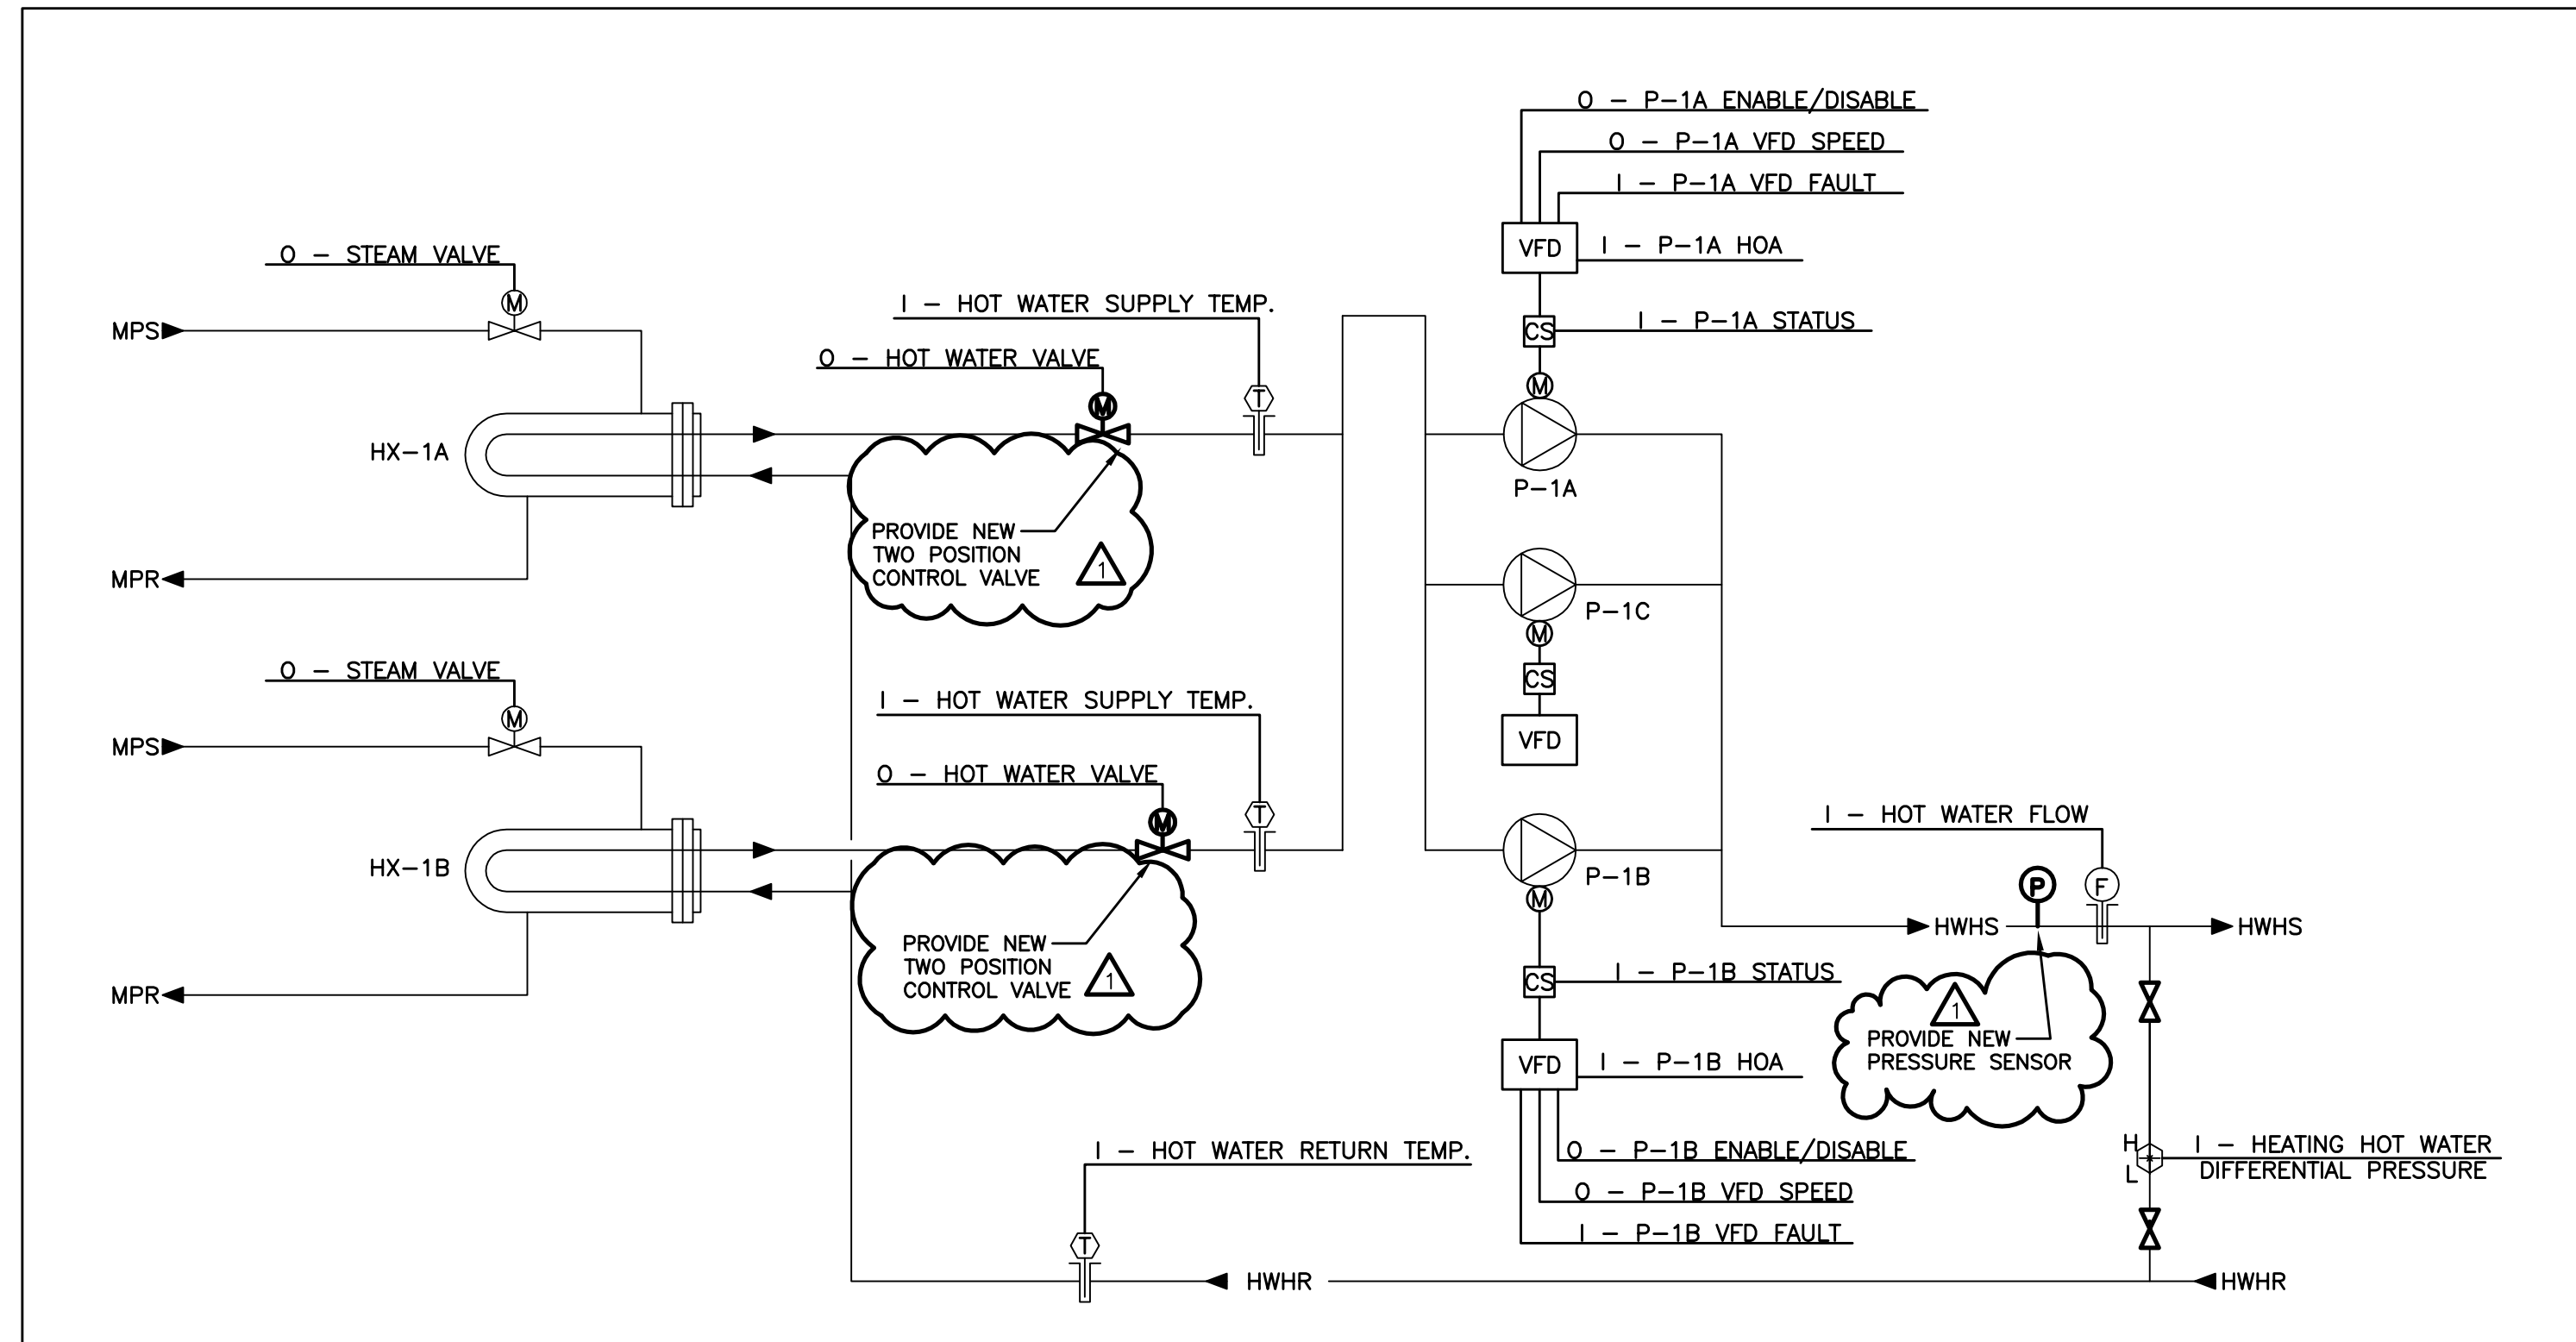 O – P–1A ENABLE/DISABLE
O – P–1A VFD SPEED
I – P–1A VFD FAULT
VFD
I – P–1A HOA
O – STEAM VALVE
M
MPS
I – HOT WATER SUPPLY TEMP.
CS
I – P–1A STATUS
O – HOT WATER VALVE
M
T
M
HX–1A
P–1A
PROVIDE NEW
TWO POSITION
CONTROL VALVE
1
MPR
P–1C
M
CS
VFD
O – STEAM VALVE
M
MPS
I – HOT WATER SUPPLY TEMP.
O – HOT WATER VALVE
M
T
HX–1B
P–1B
M
I – HOT WATER FLOW
P
F
HWHS
HWHS
PROVIDE NEW
TWO POSITION
CONTROL VALVE
1
MPR
CS
I – P–1B STATUS
1
PROVIDE NEW
PRESSURE SENSOR
VFD
I – P–1B HOA
I – HOT WATER RETURN TEMP.
O – P–1B ENABLE/DISABLE
O – P–1B VFD SPEED
I – P–1B VFD FAULT
H
L
I – HEATING HOT WATER
DIFFERENTIAL PRESSURE
T
HWHR
HWHR